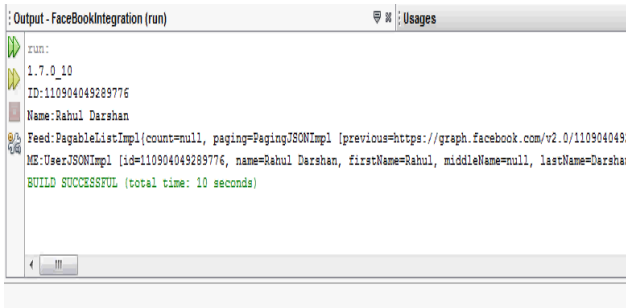 Output - FaceBookIntegration (run)
Usages
run:
1.7.0_10
ID:110904049289776
Name:Rahul Darshan
Feed:PagableListImpl{count=null, paging=PagingJSONImpl [previous=https://graph.facebook.com/v2.0/11090404928
ME:UserJSONImpl [id=110904049289776, name=Rahul Darshan, firstName=Rahul, middleName=null, lastName=Darshan
BUILD SUCCESSFUL (total time: 10 seconds)